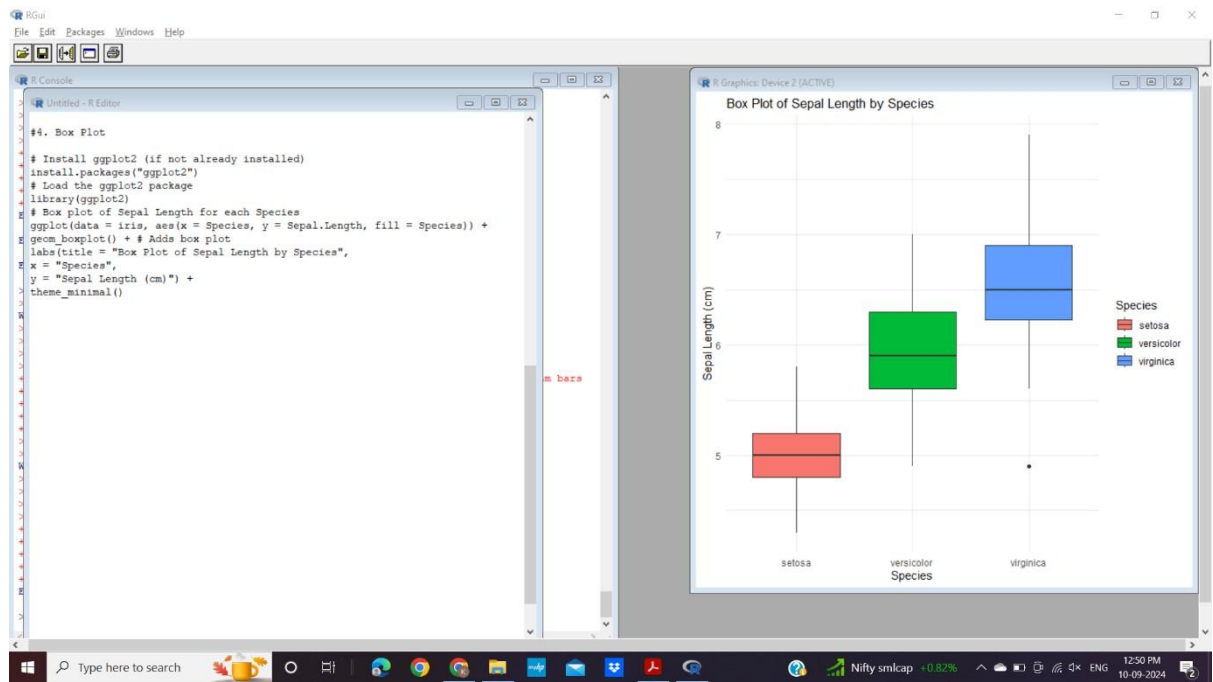 RGui
File Edit Packages Windows Help
R Console
Untitled - R Editor
#4. Box Plot
# Install ggplot2 (if not already installed)
install.packages("ggplot2")
# Load the ggplot2 package
library(ggplot2)
# Box plot of Sepal Length for each Species
ggplot(data = iris, aes(x = Species, y = Sepal.Length, fill = Species)) +
geom_boxplot() + # Adds box plot
labs(title = "Box Plot of Sepal Length by Species",
x = "Species",
y = "Sepal Length (cm)") +
theme_minimal()
m bars
R Graphics: Device 2 (ACTIVE)
Box Plot of Sepal Length by Species
8
7
6
5
Sepal Length (cm)
setosa versicolor virginica
Species
Species
setosa
versicolor
virginica
Type here to search
Nifty smlcap +0.82%
ENG
12:50 PM
10-09-2024
2